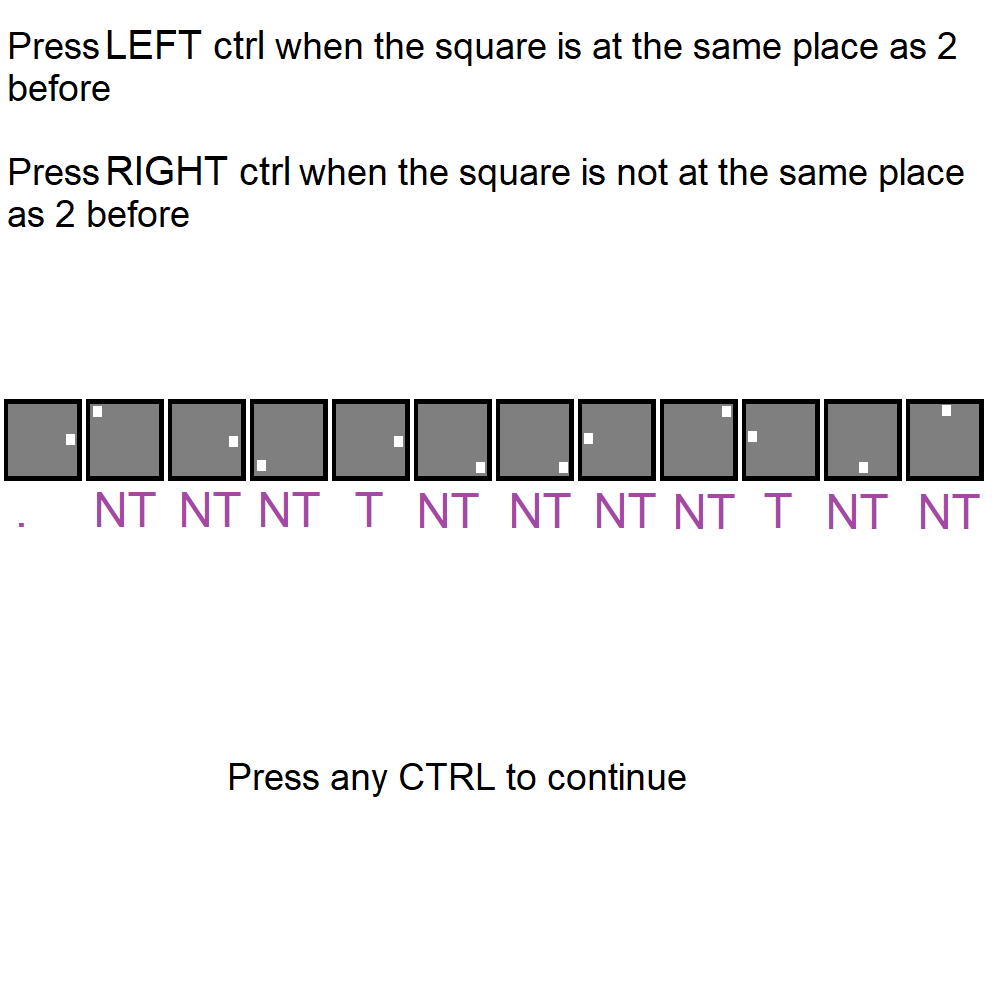 Press LEFT ctrl when the square is at the same place as 2
before
Press RIGHT ctrl when the square is not at the same place
as 2 before
. NT NT NT T NT NT NT NT T NT NT
Press any CTRL to continue